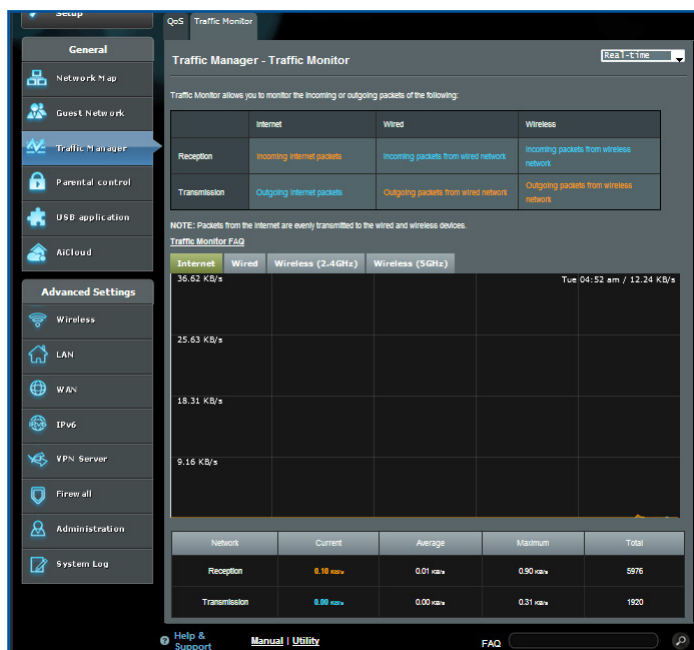 Setup
General
Network Map
Guest Network
Traffic Manager
Parental control
USB application
AiCloud
Advanced Settings
Wireless
LAN
WAN
IPv6
VPN Server
Firewall
Administration
System Log
QoS Traffic Monitor
Traffic Manager - Traffic Monitor
Real-time
Traffic Monitor allows you to monitor the incoming or outgoing packets of the following:
Internet Wired Wireless
Reception Incoming Internet packets Incoming packets from wired network Incoming packets from wireless
network
Transmission Outgoing Internet packets Outgoing packets from wired network Outgoing packets from wireless
network
NOTE: Packets from the Internet are evenly transmitted to the wired and wireless devices.
Traffic Monitor FAQ
Internet Wired Wireless (2.4GHz) Wireless (5GHz)
36.62 KB/s Tue 04:52 am / 12.24 KB/s
25.63 KB/s
18.31 KB/s
9.16 KB/s
Network Current Average Maximum Total
Reception 0.10 KB/s 0.01 KB/s 0.90 KB/s 5976
Transmission 0.00 KB/s 0.00 KB/s 0.31 KB/s 1920
Help &
Support
Manual | Utility
FAQ